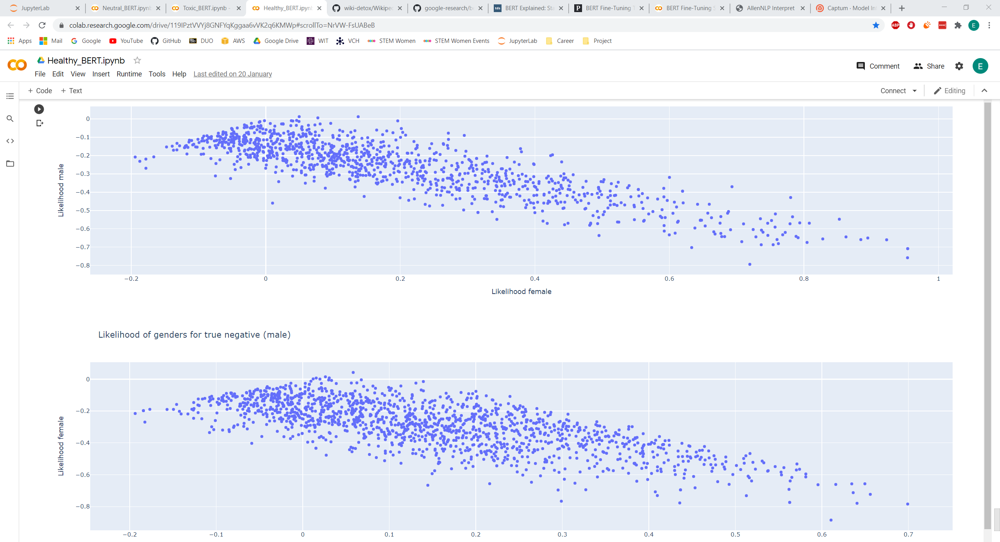 JupyterLab
Neutral_BERT.ipynb
Toxic_BERT.ipynb -
Healthy_BERT.ipynb
wiki-detox/Wikiped
google-research/be
tds BERT Explained: Sta
P BERT Fine-Tuning T
BERT Fine-Tuning S
AllenNLP Interpret
Captum · Model Int
colab.research.google.com/drive/119IPztVVYj8GNFYqKggaa6vVK2q6KMWp#scrollTo=NrVW-FsUABeB
ABP
E
Apps
Mail
Google
YouTube
GitHub
Bb DUO
AWS
Google Drive
WIT
VCH
STEM Women
STEM Women Events
JupyterLab
Career
Project
Healthy_BERT.ipynb
File Edit View Insert Runtime Tools Help Last edited on 20 January
Comment
Share
E
+ Code + Text
Connect
Editing
Likelihood male
0
−0.1
−0.2
−0.3
−0.4
−0.5
−0.6
−0.7
−0.8
−0.2 0 0.2 0.4 0.6 0.8 1
Likelihood female
Likelihood of genders for true negative (male)
Likelihood female
0
−0.2
−0.4
−0.6
−0.8
−0.2 −0.1 0 0.1 0.2 0.3 0.4 0.5 0.6 0.7